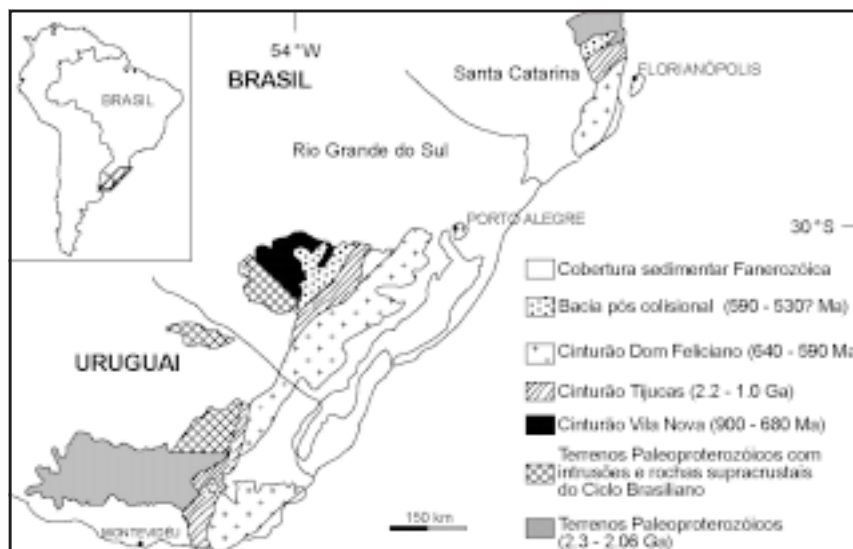 BRASIL
54°W
BRASIL
Santa Catarina
FLORIANÓPOLIS
Rio Grande do Sul
PORTO ALEGRE
30°S
URUGUAI
MONTEVIDÉU
150 km
Cobertura sedimentar Fanerozóica
Bacia pós colisional (590 - 530? Ma)
Cinturão Dom Feliciano (640 - 590 Ma
Cinturão Tijucas (2.2 - 1.0 Ga)
Cinturão Vila Nova (900 - 680 Ma)
Terrenos Paleoproterozóicos com
intrusões e rochas supracrustais
do Ciclo Brasiliano
Terrenos Paleoproterozóicos
(2.3 - 2.06 Ga)